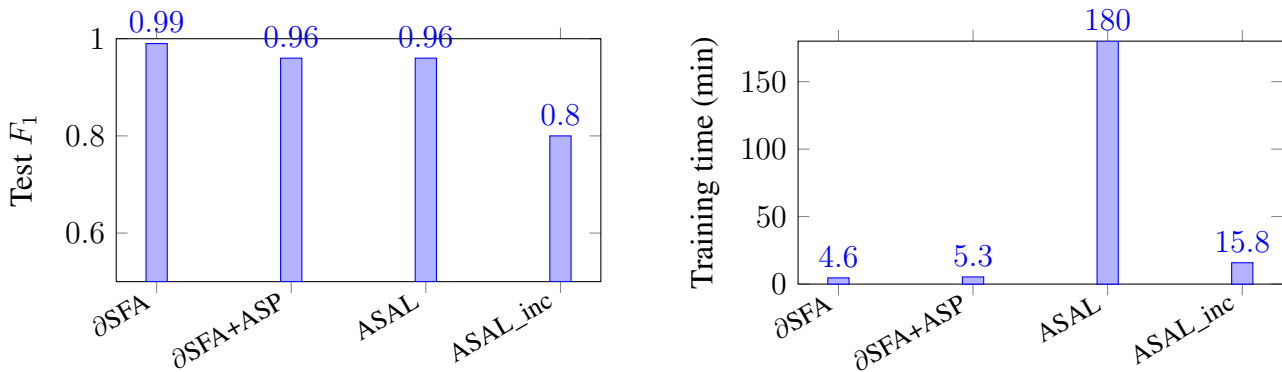 0.99
0.96
0.96
0.8
1
0.8
0.6
Test F₁
∂SFA
∂SFA+ASP
ASAL
ASAL_inc
180
4.6
5.3
15.8
150
100
50
0
Training time (min)
∂SFA
∂SFA+ASP
ASAL
ASAL_inc